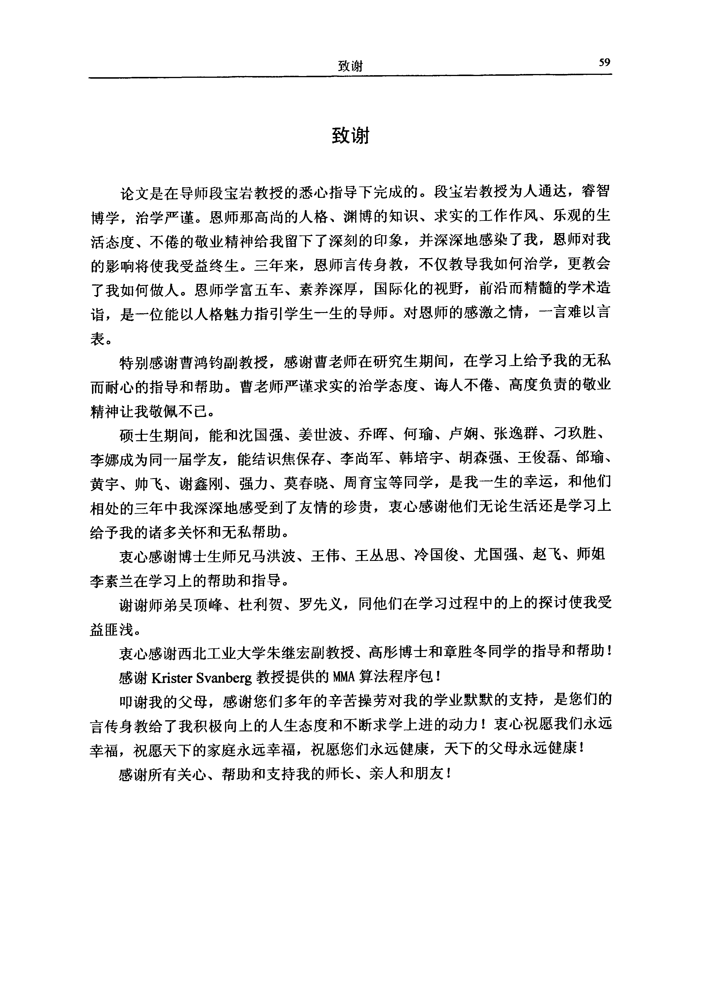 致谢
59
致谢
论文是在导师段宝岩教授的悉心指导下完成的。段宝岩教授为人通达，睿智
博学，治学严谨。恩师那高尚的人格、渊博的知识、求实的工作作风、乐观的生
活态度、不倦的敬业精神给我留下了深刻的印象，并深深地感染了我，恩师对我
的影响将使我受益终生。三年来，恩师言传身教，不仅教导我如何治学，更教会
了我如何做人。恩师学富五车、素养深厚，国际化的视野，前沿而精髓的学术造
诣，是一位能以人格魅力指引学生一生的导师。对恩师的感激之情，一言难以言
表。
特别感谢曹鸿钧副教授，感谢曹老师在研究生期间，在学习上给予我的无私
而耐心的指导和帮助。曹老师严谨求实的治学态度、诲人不倦、高度负责的敬业
精神让我敬佩不已。
硕士生期间，能和沈国强、姜世波、乔晖、何瑜、卢娴、张逸群、刁玖胜、
李娜成为同一届学友，能结识焦保存、李尚军、韩培宇、胡森强、王俊磊、邰瑜、
黄宇、帅飞、谢鑫刚、强力、莫春晓、周育宝等同学，是我一生的幸运，和他们
相处的三年中我深深地感受到了友情的珍贵，衷心感谢他们无论生活还是学习上
给予我的诸多关怀和无私帮助。
衷心感谢博士生师兄马洪波、王伟、王丛思、冷国俊、尤国强、赵飞、师姐
李素兰在学习上的帮助和指导。
谢谢师弟吴顶峰、杜利贺、罗先义，同他们在学习过程中的上的探讨使我受
益匪浅。
衷心感谢西北工业大学朱继宏副教授、高彤博士和章胜冬同学的指导和帮助！
感谢 Krister Svanberg 教授提供的 MMA 算法程序包！
叩谢我的父母，感谢您们多年的辛苦操劳对我的学业默默的支持，是您们的
言传身教给了我积极向上的人生态度和不断求学上进的动力！衷心祝愿我们永远
幸福，祝愿天下的家庭永远幸福，祝愿您们永远健康，天下的父母永远健康！
感谢所有关心、帮助和支持我的师长、亲人和朋友！